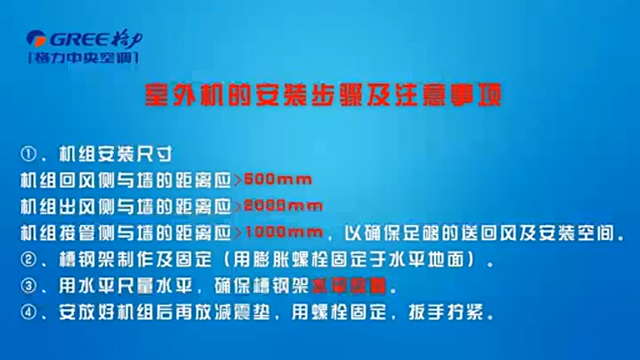 GREE格力
[格力中央空调]
室外机的安装步骤及注意事项
①、机组安装尺寸
机组回风侧与墙的距离应>500mm
机组出风侧与墙的距离应>2000mm
机组接管侧与墙的距离应>1000mm，以确保足够的送回风及安装空间。
②、槽钢架制作及固定（用膨胀螺栓固定于水平地面）。
③、用水平尺量水平，确保槽钢架水平。
④、安放好机组后再放减震垫，用螺栓固定，扳手拧紧。